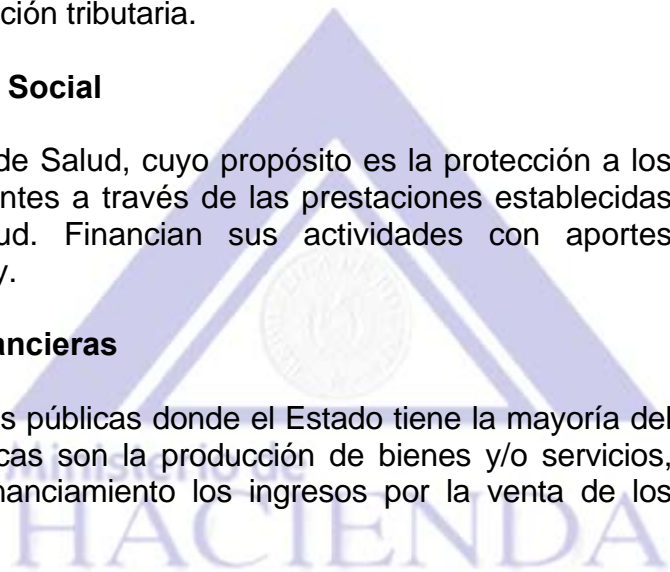 ción tributaria.
Social
de Salud, cuyo propósito es la protección a los
ntes a través de las prestaciones establecidas
ud. Financian sus actividades con aportes
y.
ancieras
s públicas donde el Estado tiene la mayoría del
cas son la producción de bienes y/o servicios,
Ministerio de
nanciamiento los ingresos por la venta de los
HACIENDA